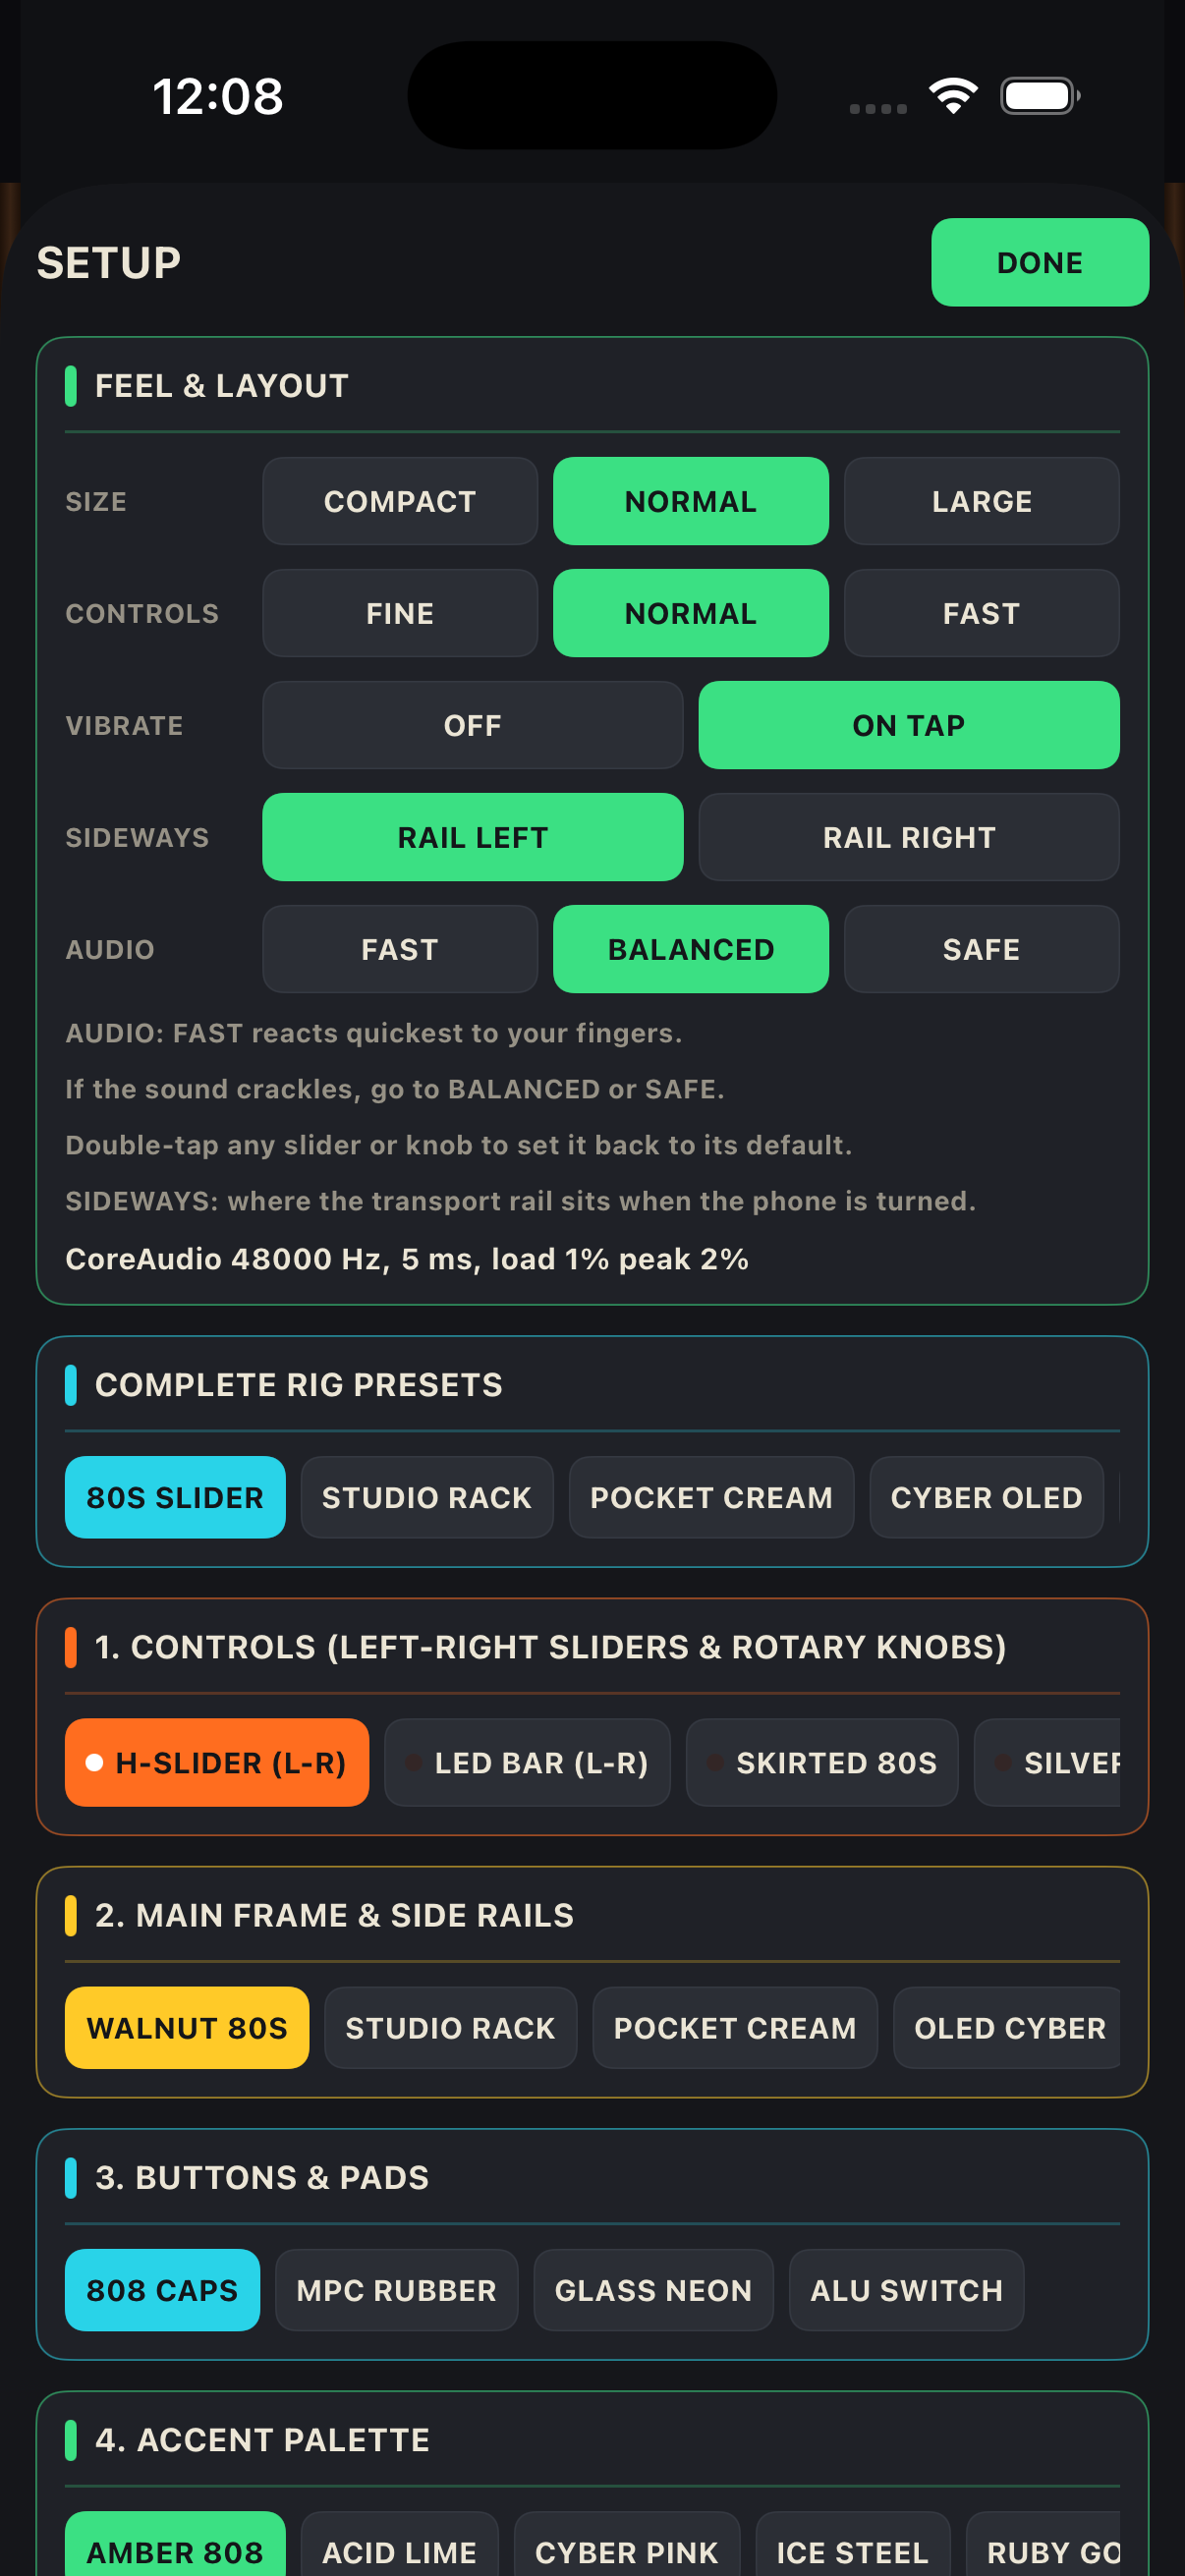 12:08
SETUP
DONE
FEEL & LAYOUT
SIZE COMPACT NORMAL LARGE
CONTROLS FINE NORMAL FAST
VIBRATE OFF ON TAP
SIDEWAYS RAIL LEFT RAIL RIGHT
AUDIO FAST BALANCED SAFE
AUDIO: FAST reacts quickest to your fingers.
If the sound crackles, go to BALANCED or SAFE.
Double-tap any slider or knob to set it back to its default.
SIDEWAYS: where the transport rail sits when the phone is turned.
CoreAudio 48000 Hz, 5 ms, load 1% peak 2%
COMPLETE RIG PRESETS
80S SLIDER STUDIO RACK POCKET CREAM CYBER OLED
1. CONTROLS (LEFT-RIGHT SLIDERS & ROTARY KNOBS)
H-SLIDER (L-R) LED BAR (L-R) SKIRTED 80S SILVER
2. MAIN FRAME & SIDE RAILS
WALNUT 80S STUDIO RACK POCKET CREAM OLED CYBER
3. BUTTONS & PADS
808 CAPS MPC RUBBER GLASS NEON ALU SWITCH
4. ACCENT PALETTE
AMBER 808 ACID LIME CYBER PINK ICE STEEL RUBY